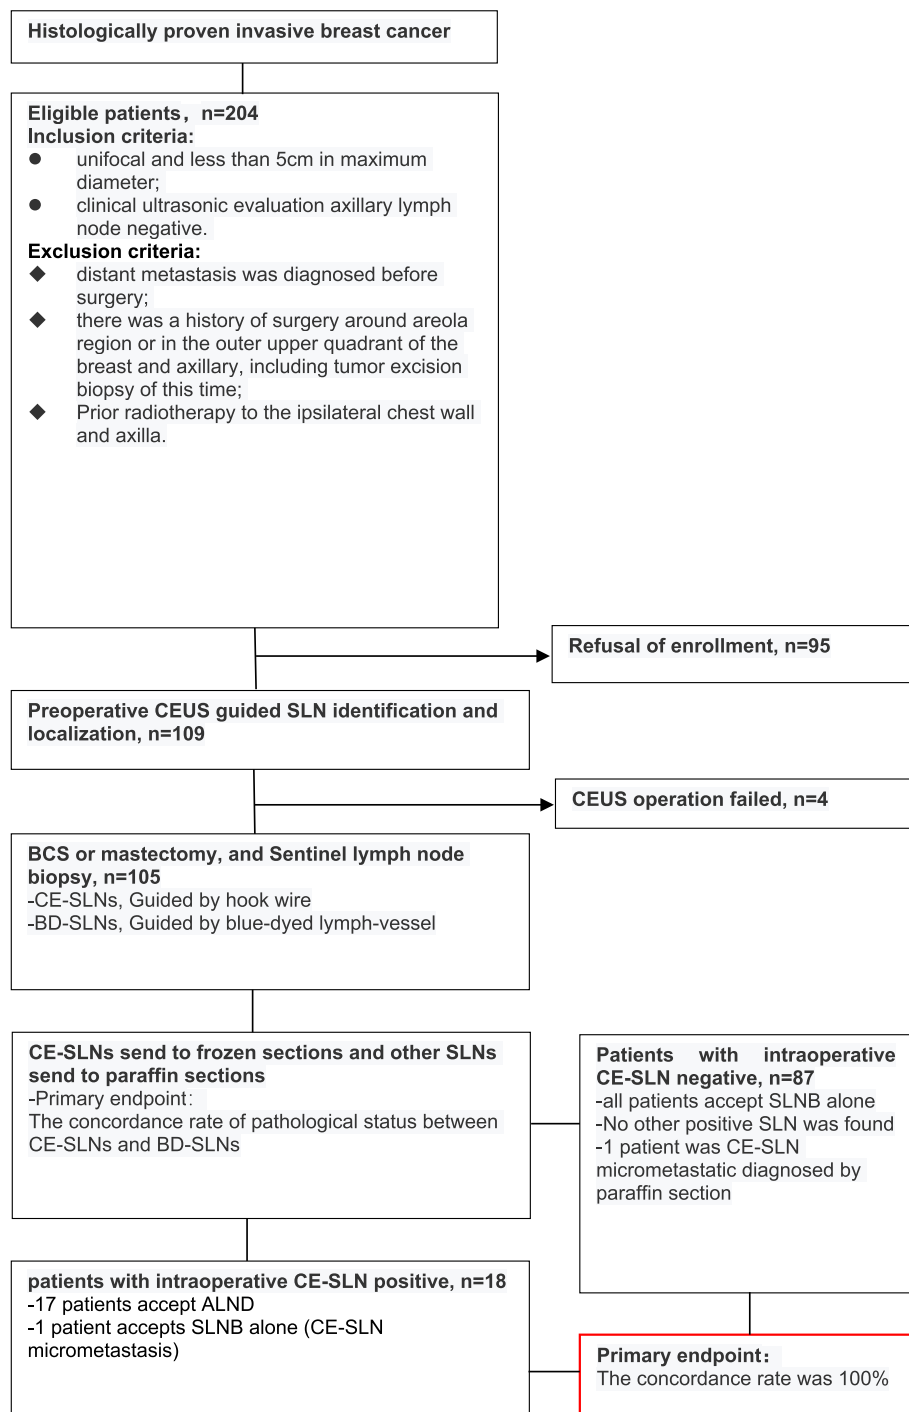 Histologically proven invasive breast cancer
Eligible patients，n=204
Inclusion criteria:
● unifocal and less than 5cm in maximum
diameter;
● clinical ultrasonic evaluation axillary lymph
node negative.
Exclusion criteria:
◆ distant metastasis was diagnosed before
surgery;
◆ there was a history of surgery around areola
region or in the outer upper quadrant of the
breast and axillary, including tumor excision
biopsy of this time;
◆ Prior radiotherapy to the ipsilateral chest wall
and axilla.
Refusal of enrollment, n=95
Preoperative CEUS guided SLN identification and
localization, n=109
CEUS operation failed, n=4
BCS or mastectomy, and Sentinel lymph node
biopsy, n=105
-CE-SLNs, Guided by hook wire
-BD-SLNs, Guided by blue-dyed lymph-vessel
CE-SLNs send to frozen sections and other SLNs
send to paraffin sections
-Primary endpoint：
The concordance rate of pathological status between
CE-SLNs and BD-SLNs
Patients with intraoperative
CE-SLN negative, n=87
-all patients accept SLNB alone
-No other positive SLN was found
-1 patient was CE-SLN
micrometastatic diagnosed by
paraffin section
patients with intraoperative CE-SLN positive, n=18
-17 patients accept ALND
-1 patient accepts SLNB alone (CE-SLN
micrometastasis)
Primary endpoint：
The concordance rate was 100%